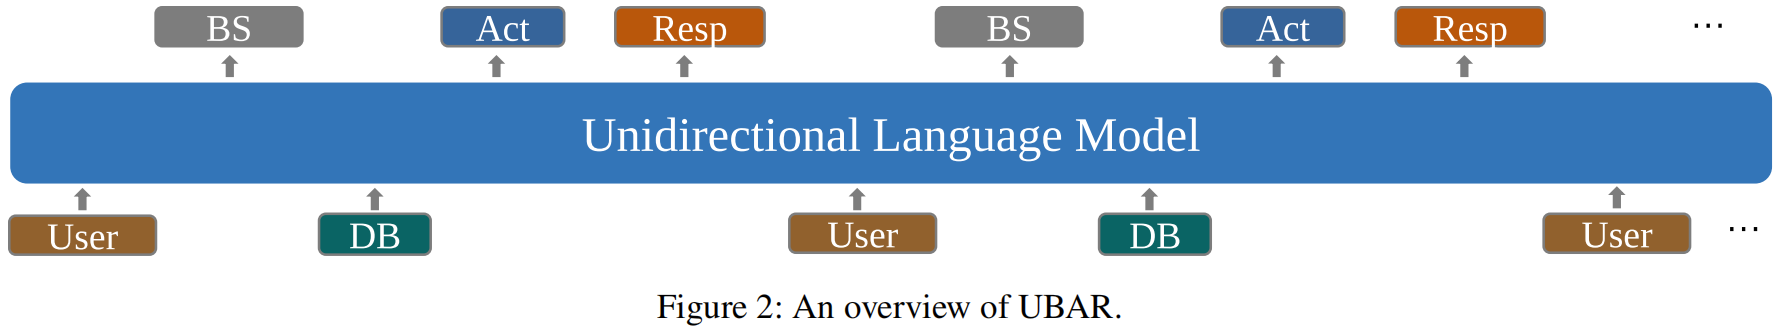 BS Act Resp BS Act Resp ...
Unidirectional Language Model
User DB User DB User ...
Figure 2: An overview of UBAR.